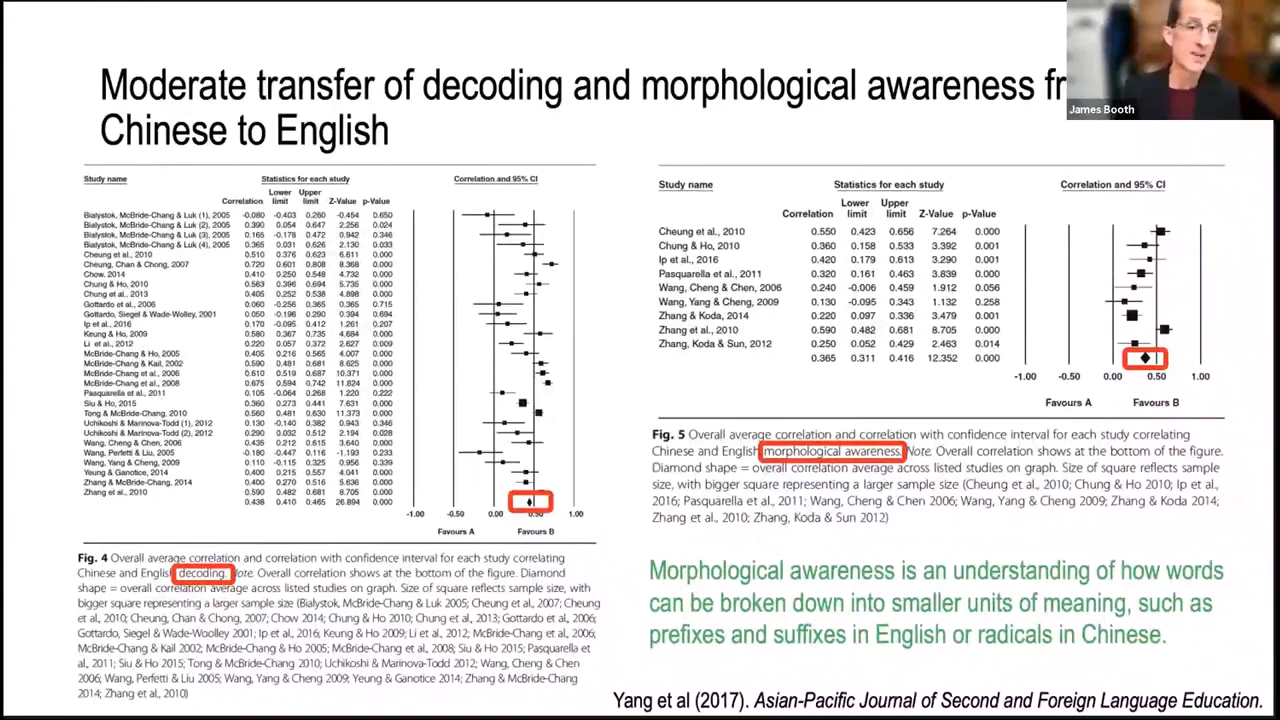 Moderate transfer of decoding and morphological awareness fr
Chinese to English
James Booth
Study name Statistics for each study Correlation and 95% CI
Lower Upper
Correlation limit limit Z-Value p-Value
Bialystok, McBride-Chang & Luk (1), 2005 -0.080 -0.403 0.260 -0.454 0.650
Bialystok, McBride-Chang & Luk (2), 2005 0.390 0.054 0.647 2.256 0.024
Bialystok, McBride-Chang & Luk (3), 2005 0.165 -0.178 0.472 0.942 0.346
Bialystok, McBride-Chang & Luk (4), 2005 0.365 0.031 0.626 2.130 0.033
Cheung et al., 2010 0.510 0.376 0.623 6.611 0.000
Cheung, Chan & Chong, 2007 0.720 0.601 0.808 8.368 0.000
Chow, 2014 0.410 0.250 0.548 4.732 0.000
Chung & Ho, 2010 0.563 0.396 0.694 5.735 0.000
Chung et al., 2013 0.405 0.252 0.538 4.898 0.000
Gottardo et al., 2006 0.060 -0.256 0.365 0.365 0.715
Gottardo, Siegel & Wade-Wolley, 2001 0.050 -0.196 0.290 0.394 0.694
Ip et al., 2016 0.170 -0.095 0.412 1.261 0.207
Keung & Ho, 2009 0.580 0.367 0.735 4.684 0.000
Li et al., 2012 0.220 0.057 0.372 2.627 0.009
McBride-Chang & Ho, 2005 0.405 0.216 0.565 4.007 0.000
McBride-Chang & Kail, 2002 0.590 0.481 0.681 8.625 0.000
McBride-Chang et al., 2006 0.610 0.519 0.687 10.371 0.000
McBride-Chang et al., 2008 0.675 0.594 0.742 11.824 0.000
Pasquarella et al., 2011 0.105 -0.064 0.268 1.220 0.222
Siu & Ho, 2015 0.360 0.273 0.441 7.631 0.000
Tong & McBride-Chang, 2010 0.560 0.481 0.630 11.373 0.000
Uchikoshi & Marinova-Todd (1), 2012 0.130 -0.140 0.382 0.943 0.346
Uchikoshi & Marinova-Todd (2), 2012 0.290 0.032 0.512 2.194 0.028
Wang, Cheng & Chen, 2006 0.435 0.212 0.615 3.640 0.000
Wang, Perfetti & Liu, 2005 -0.180 -0.447 0.116 -1.193 0.233
Wang, Yang & Cheng, 2009 0.110 -0.115 0.325 0.956 0.339
Yeung & Ganotice, 2014 0.400 0.215 0.557 4.041 0.000
Zhang & McBride-Chang, 2014 0.400 0.270 0.516 5.636 0.000
Zhang et al., 2010 0.590 0.482 0.681 8.705 0.000
0.438 0.410 0.465 26.894 0.000
-1.00 -0.50 0.00 0.50 1.00
Favours A Favours B
Fig. 4 Overall average correlation and correlation with confidence interval for each study correlating
Chinese and English decoding. Note. Overall correlation shows at the bottom of the figure. Diamond
shape = overall correlation average across listed studies on graph. Size of square reflects sample size, with
bigger square representing a larger sample size (Bialystok, McBride-Chang & Luk 2005; Cheung et al., 2007; Cheung
et al., 2010; Cheung, Chan & Chong, 2007; Chow 2014; Chung & Ho 2010; Chung et al., 2013; Gottardo et al., 2006;
Gottardo, Siegel & Wade-Woolley 2001; Ip et al., 2016; Keung & Ho 2009; Li et al., 2012; McBride-Chang et al., 2006;
McBride-Chang & Kail 2002; McBride-Chang & Ho 2005; McBride-Chang et al., 2008; Siu & Ho 2015; Pasquarella et
al., 2011; Siu & Ho 2015; Tong & McBride-Chang 2010; Uchikoshi & Marinova-Todd 2012; Wang, Cheng & Chen
2006; Wang, Perfetti & Liu 2005; Wang, Yang & Cheng 2009; Yeung & Ganotice 2014; Zhang & McBride-Chang
2014; Zhang et al., 2010)
Study name Statistics for each study Correlation and 95% CI
Lower Upper
Correlation limit limit Z-Value p-Value
Cheung et al., 2010 0.550 0.423 0.656 7.264 0.000
Chung & Ho, 2010 0.360 0.158 0.533 3.392 0.001
Ip et al., 2016 0.420 0.179 0.613 3.290 0.001
Pasquarella et al., 2011 0.320 0.161 0.463 3.839 0.000
Wang, Cheng & Chen, 2006 0.240 -0.006 0.459 1.912 0.056
Wang, Yang & Cheng, 2009 0.130 -0.095 0.343 1.132 0.258
Zhang & Koda, 2014 0.220 0.097 0.336 3.479 0.001
Zhang et al., 2010 0.590 0.482 0.681 8.705 0.000
Zhang, Koda & Sun, 2012 0.250 0.052 0.429 2.463 0.014
0.365 0.311 0.416 12.352 0.000
-1.00 -0.50 0.00 0.50 1.00
Favours A Favours B
Fig. 5 Overall average correlation and correlation with confidence interval for each study correlating
Chinese and English morphological awareness. Note. Overall correlation shows at the bottom of the figure.
Diamond shape = overall correlation average across listed studies on graph. Size of square reflects sample
size, with bigger square representing a larger sample size (Cheung et al., 2010; Chung & Ho 2010; Ip et al.,
2016; Pasquarella et al., 2011; Wang, Cheng & Chen 2006; Wang, Yang & Cheng, 2009; Zhang & Koda 2014;
Zhang et al., 2010; Zhang, Koda & Sun 2012)
Morphological awareness is an understanding of how words
can be broken down into smaller units of meaning, such as
prefixes and suffixes in English or radicals in Chinese.
Yang et al (2017). Asian-Pacific Journal of Second and Foreign Language Education.